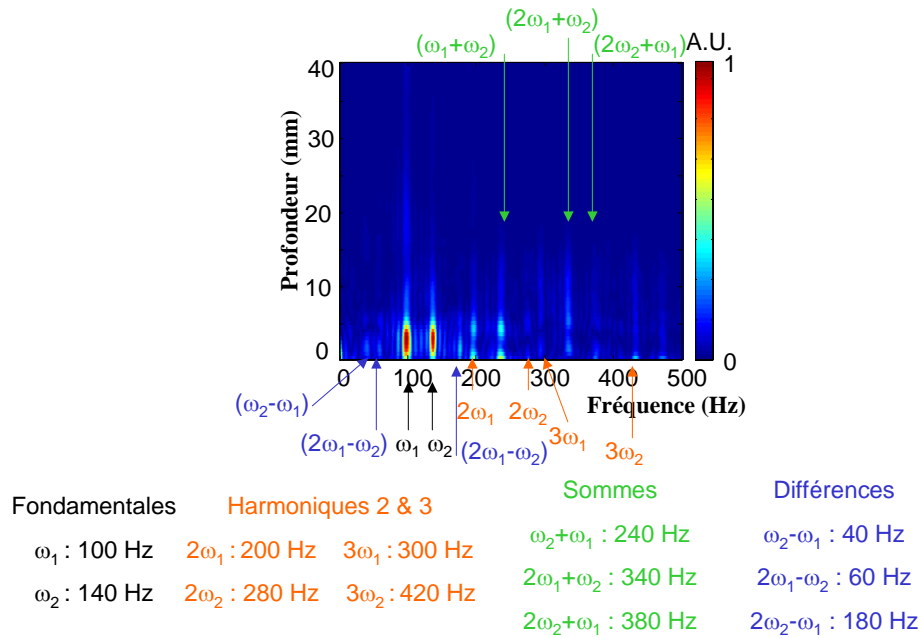 (2ω₁+ω₂)
(ω₁+ω₂)
(2ω₂+ω₁)
A.U.
40
30
20
10
0
Profondeur (mm)
1
0
0
100
200
300
400
500
Fréquence (Hz)
(ω₂-ω₁)
(2ω₁-ω₂)
ω₁
ω₂
(2ω₁-ω₂)
2ω₁
2ω₂
3ω₁
3ω₂
Fondamentales
ω₁ : 100 Hz
ω₂ : 140 Hz
Harmoniques 2 & 3
2ω₁ : 200 Hz 3ω₁ : 300 Hz
2ω₂ : 280 Hz 3ω₂ : 420 Hz
Sommes
ω₂+ω₁ : 240 Hz
2ω₁+ω₂ : 340 Hz
2ω₂+ω₁ : 380 Hz
Différences
ω₂-ω₁ : 40 Hz
2ω₁-ω₂ : 60 Hz
2ω₂-ω₁ : 180 Hz